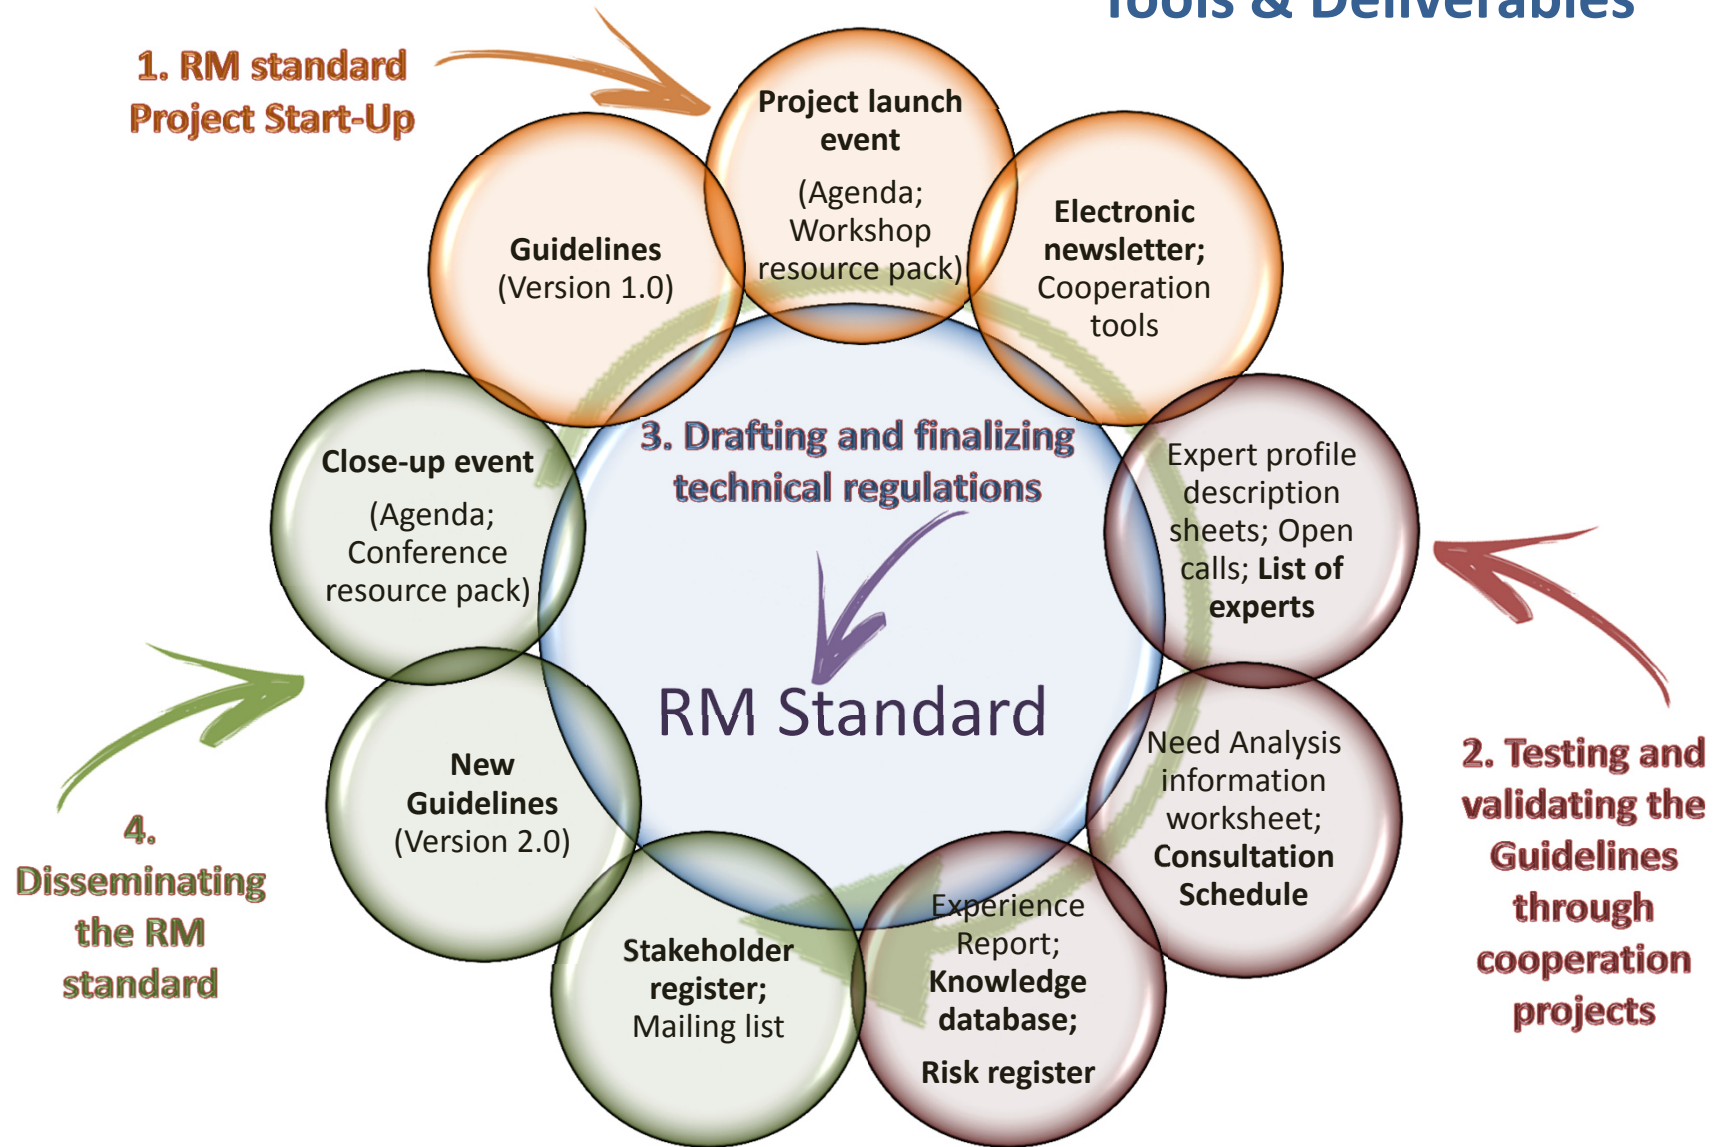 Tools & Deliverables
1. RM standard
Project Start-Up
Project launch
event
(Agenda;
Workshop
resource pack)
Guidelines
(Version 1.0)
Electronic
newsletter;
Cooperation
tools
3. Drafting and finalizing
technical regulations
RM Standard
Close-up event
(Agenda;
Conference
resource pack)
Expert profile
description
sheets; Open
calls; List of
experts
Need Analysis
information
worksheet;
Consultation
Schedule
2. Testing and
validating the
Guidelines
through
cooperation
projects
New
Guidelines
(Version 2.0)
4.
Disseminating
the RM
standard
Stakeholder
register;
Mailing list
Experience
Report;
Knowledge
database;
Risk register